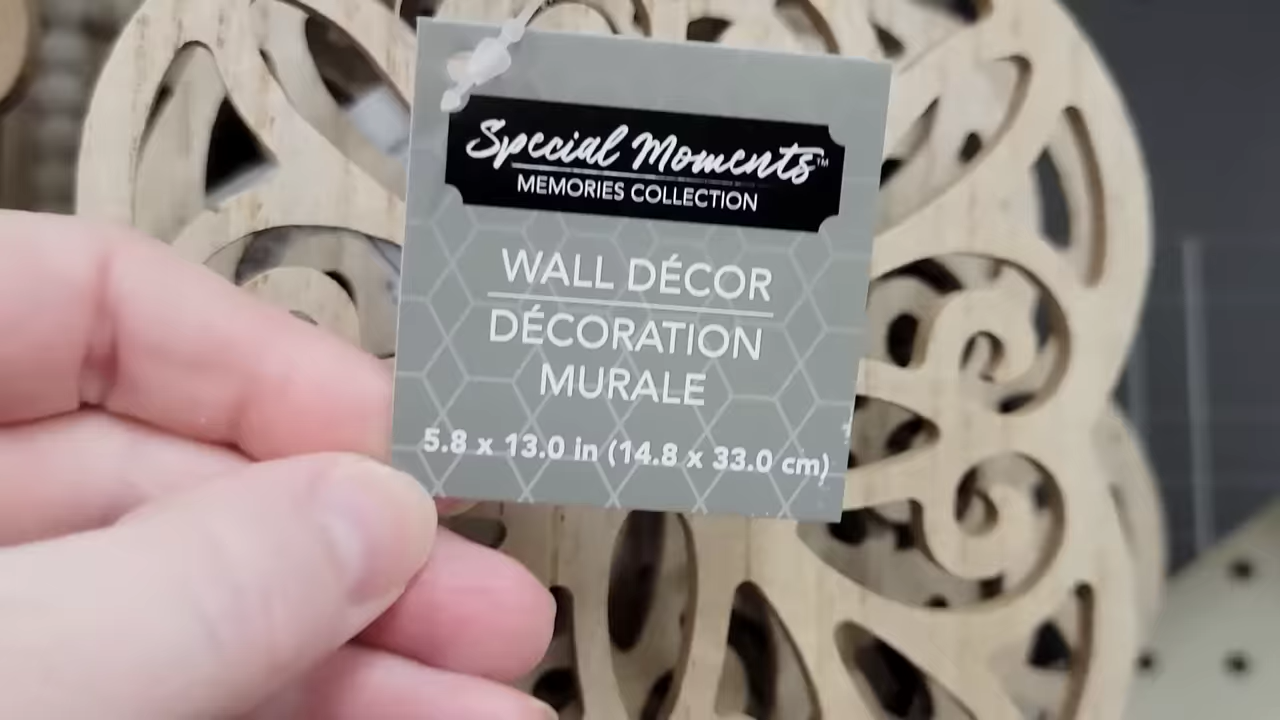 Special Moments™
MEMORIES COLLECTION
WALL DÉCOR
DÉCORATION
MURALE
5.8 x 13.0 in (14.8 x 33.0 cm)